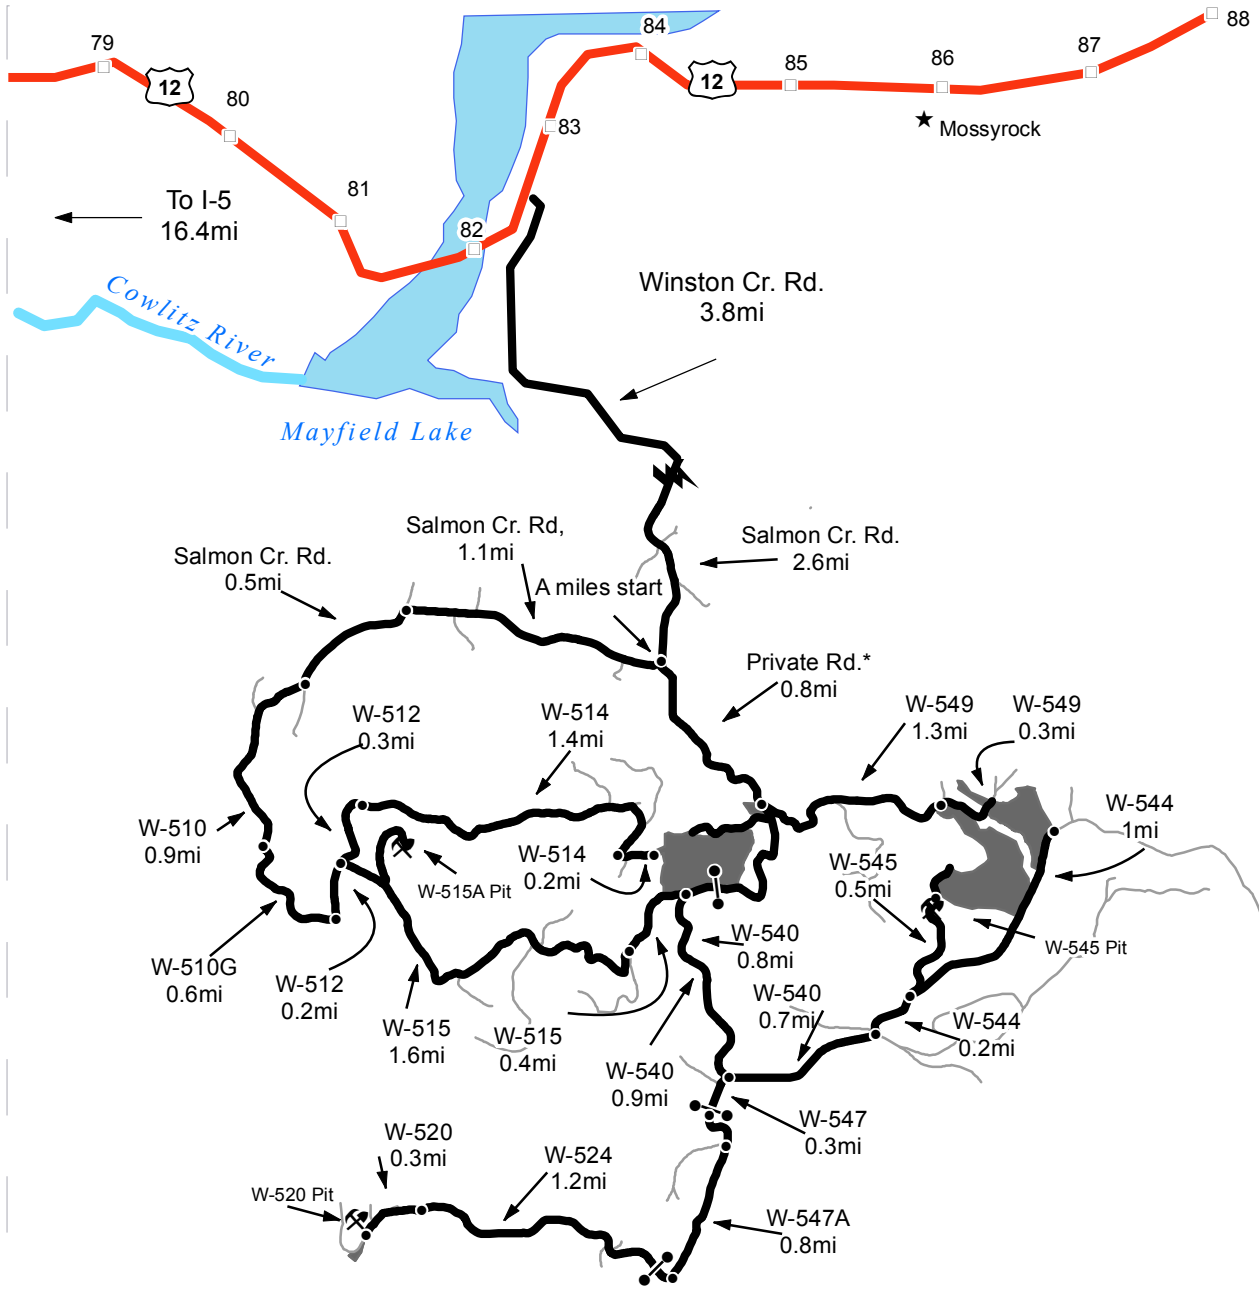 88
84
79
87
86
85
12
12
80
83
Mossyrock
81
To I-5
16.4mi
82
Winston Cr. Rd.
3.8mi
Cowlitz River
Mayfield Lake
Salmon Cr. Rd,
1.1mi
Salmon Cr. Rd.
2.6mi
Salmon Cr. Rd.
0.5mi
A miles start
Private Rd.*
0.8mi
W-549
1.3mi
W-549
0.3mi
W-512
0.3mi
W-514
1.4mi
W-544
1mi
W-510
0.9mi
W-514
0.2mi
W-515A Pit
W-545
0.5mi
W-540
0.8mi
W-545 Pit
W-510G
0.6mi
W-512
0.2mi
W-540
0.7mi
W-515
1.6mi
W-515
0.4mi
W-544
0.2mi
W-540
0.9mi
W-547
0.3mi
W-520
0.3mi
W-524
1.2mi
W-520 Pit
W-547A
0.8mi